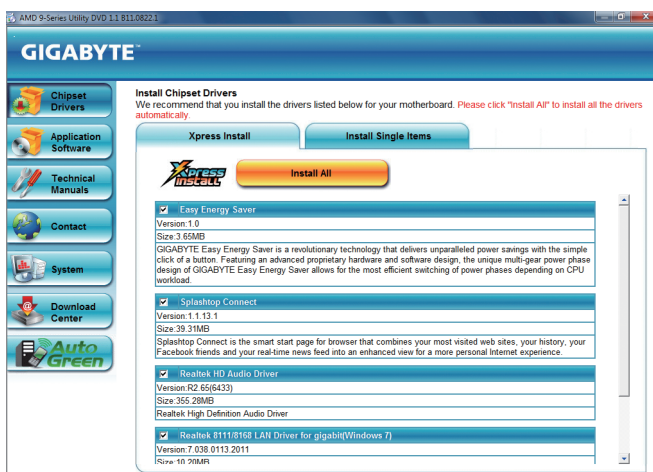 AMD 9-Series Utility DVD 1.1 B11.0822.1
GIGABYTE™
Chipset
Drivers
Application
Software
Technical
Manuals
Contact
System
Download
Center
Auto
Green
Install Chipset Drivers
We recommend that you install the drivers listed below for your motherboard. Please click "Install All" to install all the drivers
automatically.
Xpress Install
Install Single Items
Xpress
Install
Install All
Easy Energy Saver
Version:1.0
Size:3.65MB
GIGABYTE Easy Energy Saver is a revolutionary technology that delivers unparalleled power savings with the simple
click of a button. Featuring an advanced proprietary hardware and software design, the unique multi-gear power phase
design of GIGABYTE Easy Energy Saver allows for the most efficient switching of power phases depending on CPU
workload.
Splashtop Connect
Version:1.1.13.1
Size:39.31MB
Splashtop Connect is the smart start page for browser that combines your most visited web sites, your history, your
Facebook friends and your real-time news feed into an enhanced view for a more personal Internet experience.
Realtek HD Audio Driver
Version:R2.65(6433)
Size:355.28MB
Realtek High Definition Audio Driver
Realtek 8111/8168 LAN Driver for gigabit(Windows 7)
Version:7.038.0113.2011
Size:10.20MB